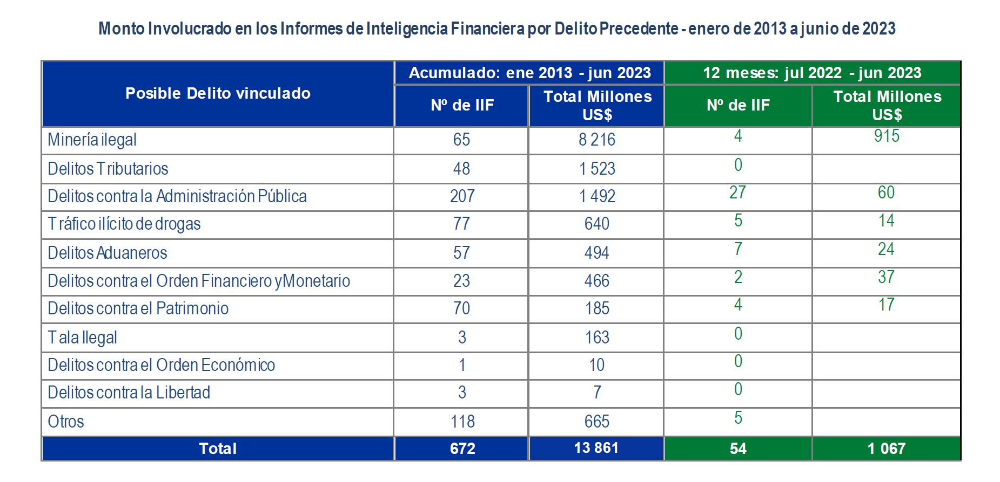 Monto Involucrado en los Informes de Inteligencia Financiera por Delito Precedente - enero de 2013 a junio de 2023
Posible Delito vinculado
Acumulado: ene 2013 - jun 2023
12 meses: jul 2022 - jun 2023
Nº de IIF
Total Millones
US$
Nº de IIF
Total Millones
US$
Minería ilegal 65 8 216 4 915
Delitos Tributarios 48 1 523 0
Delitos contra la Administración Pública 207 1 492 27 60
Tráfico ilícito de drogas 77 640 5 14
Delitos Aduaneros 57 494 7 24
Delitos contra el Orden Financiero y Monetario 23 466 2 37
Delitos contra el Patrimonio 70 185 4 17
Tala Ilegal 3 163 0
Delitos contra el Orden Económico 1 10 0
Delitos contra la Libertad 3 7 0
Otros 118 665 5
Total 672 13 861 54 1 067